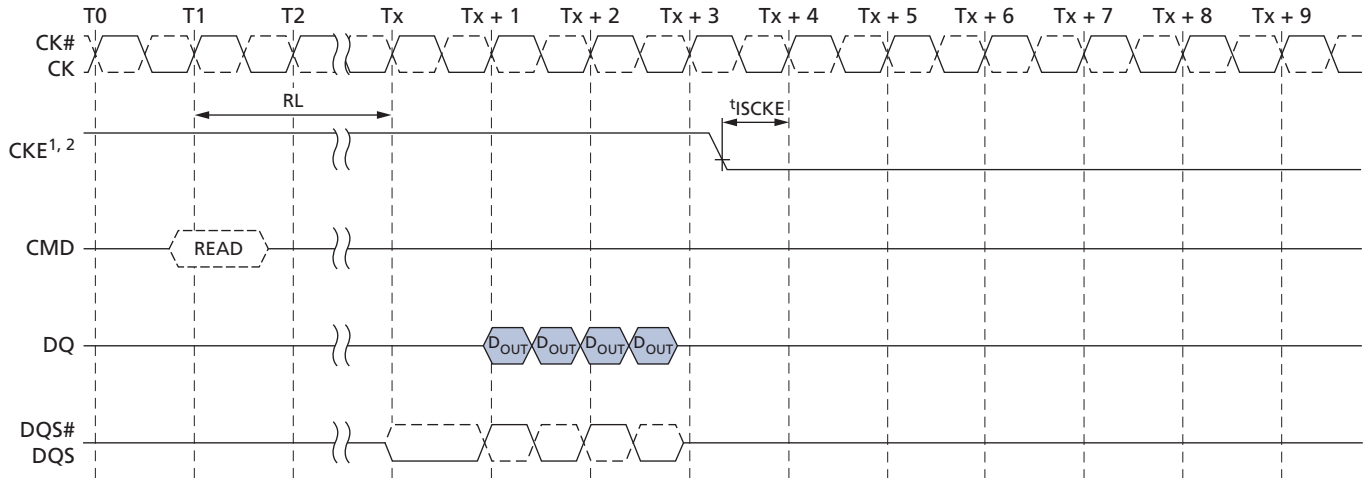 T0 T1 T2 Tx Tx + 1 Tx + 2 Tx + 3 Tx + 4 Tx + 5 Tx + 6 Tx + 7 Tx + 8 Tx + 9
CK#
CK
RL
tISCKE
CKE1, 2
CMD
READ
DQ
DOUT DOUT DOUT DOUT
DQS#
DQS